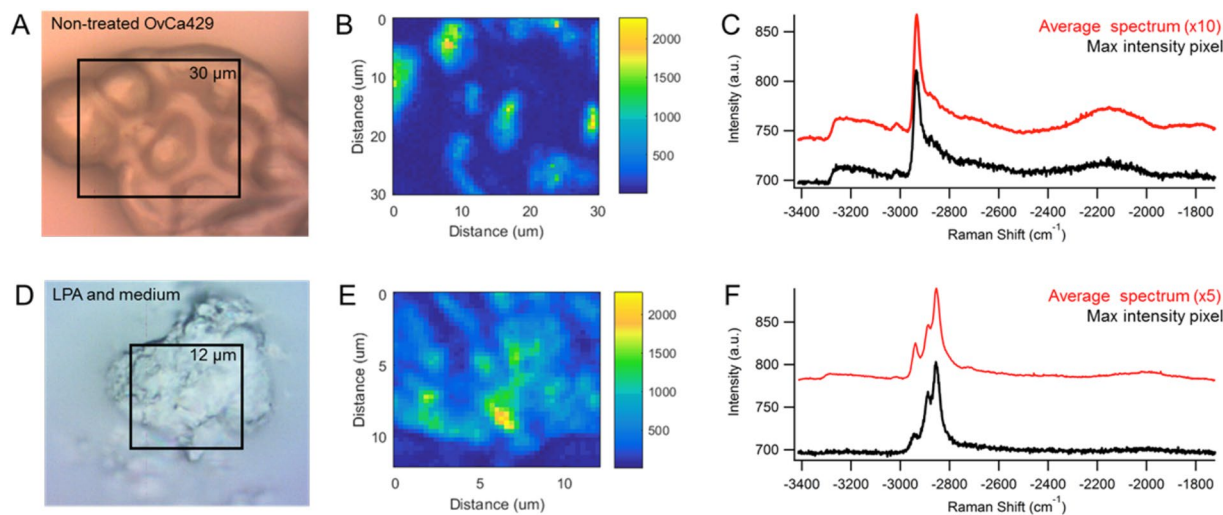 A
Non-treated OvCa429
30 μm
B
0
10
20
30
Distance (um)
0 10 20 30
Distance (um)
2000
1500
1000
500
C
Average spectrum (x10)
Max intensity pixel
850
800
750
700
Intensity (a.u.)
-3400 -3200 -3000 -2800 -2600 -2400 -2200 -2000 -1800
Raman Shift (cm⁻¹)
D
LPA and medium
12 μm
E
0
5
10
Distance (um)
0 5 10
Distance (um)
2000
1500
1000
500
F
Average spectrum (x5)
Max intensity pixel
850
800
750
700
Intensity (a.u.)
-3400 -3200 -3000 -2800 -2600 -2400 -2200 -2000 -1800
Raman Shift (cm⁻¹)